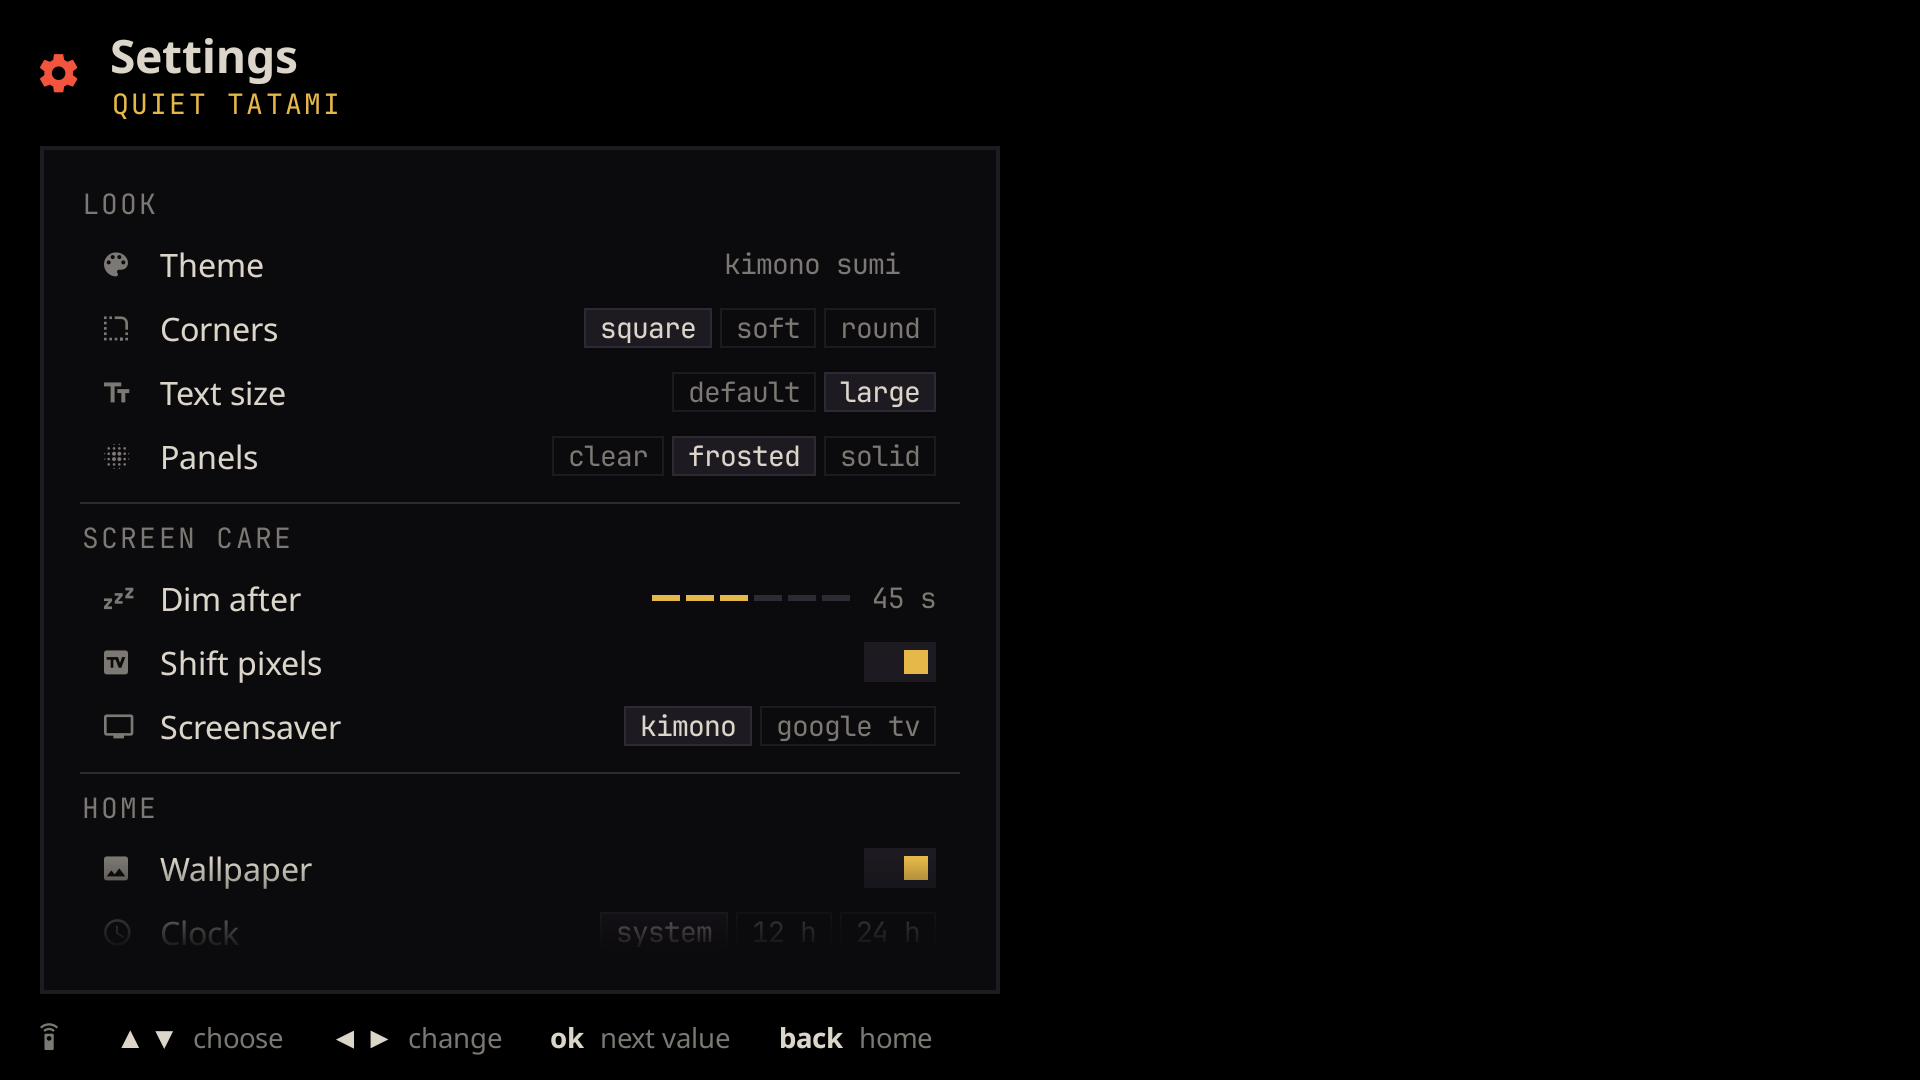 Settings
QUIET TATAMI
LOOK
Theme kimono sumi
Corners square soft round
Text size default large
Panels clear frosted solid
SCREEN CARE
Dim after 45 s
Shift pixels
Screensaver kimono google tv
HOME
Wallpaper
Clock system 12 h 24 h
▲ ▼ choose ◀ ▶ change ok next value back home